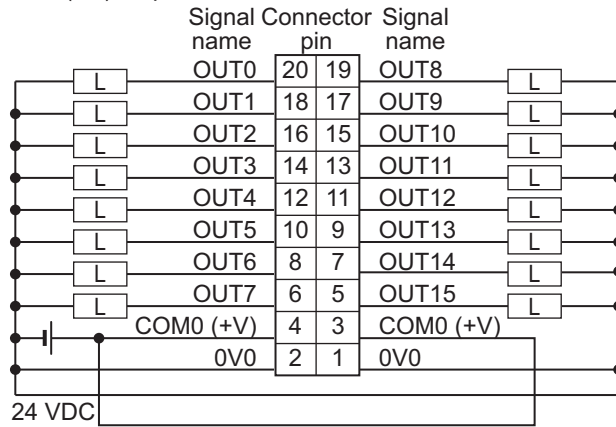 Signal Connector Signal
name pin name
L OUT0 20 19 OUT8 L
L OUT1 18 17 OUT9 L
L OUT2 16 15 OUT10 L
L OUT3 14 13 OUT11 L
L OUT4 12 11 OUT12 L
L OUT5 10 9 OUT13 L
L OUT6 8 7 OUT14 L
L OUT7 6 5 OUT15 L
COM0 (+V) 4 3 COM0 (+V)
0V0 2 1 0V0
24 VDC